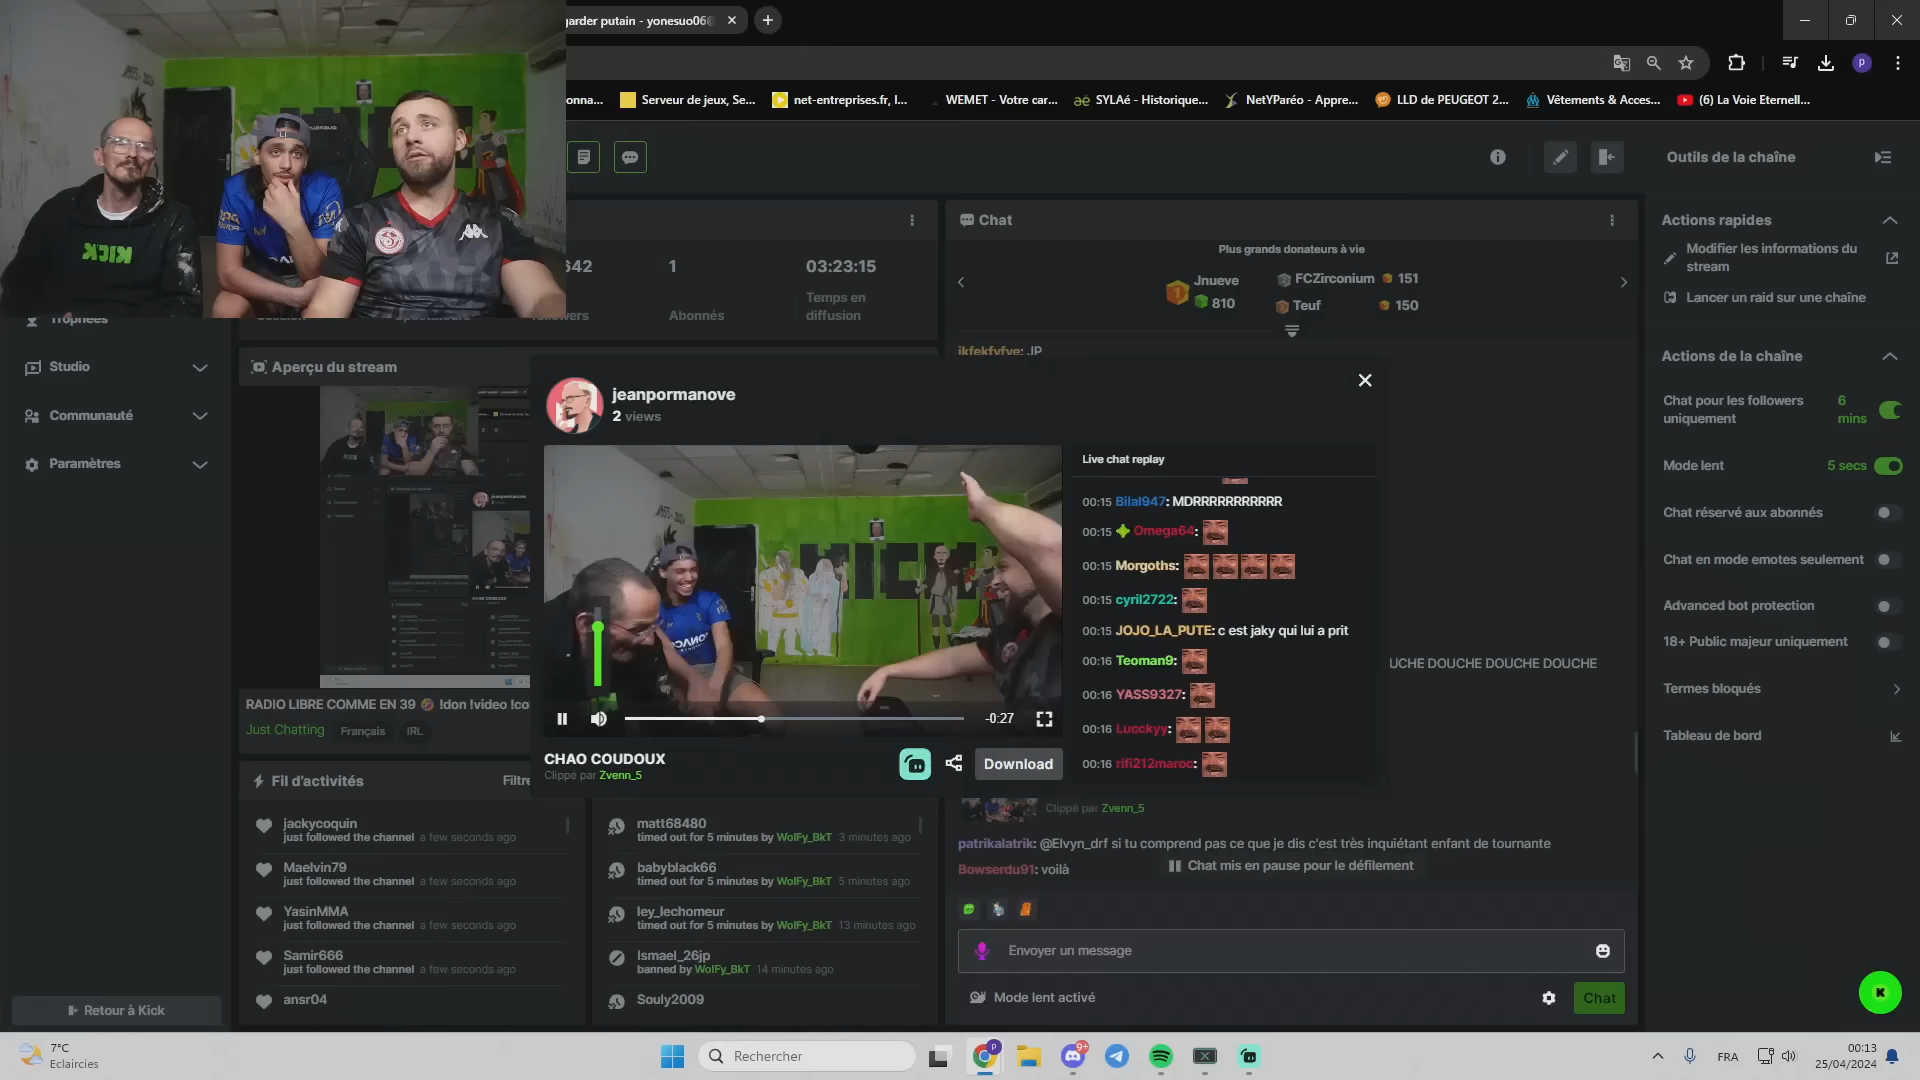 garder putain - yonesuo06@
onna...
Serveur de jeux, Se...
net-entreprises.fr, l...
WEMET - Votre car...
SYLAé - Historique...
NetYParéo - Appre...
LLD de PEUGEOT 2...
Vêtements & Acces...
(6) La Voie Eternell...
Outils de la chaîne
KICK
Chat
Plus grands donateurs à vie
Jnueve
810
FCZirconium 151
Teuf 150
ikfekfyfve: JP
642
1
Abonnés
03:23:15
Temps en
diffusion
Actions rapides
Modifier les informations du
stream
Lancer un raid sur une chaîne
Actions de la chaîne
Chat pour les followers
uniquement
6
mins
Mode lent
5 secs
Chat réservé aux abonnés
Chat en mode emotes seulement
Advanced bot protection
18+ Public majeur uniquement
Termes bloqués
Tableau de bord
Trophées
Studio
Communauté
Paramètres
Retour à Kick
Aperçu du stream
RADIO LIBRE COMME EN 39 🤣 !don !video !co
Just Chatting
Français
IRL
jeanpormanove
2 views
-0:27
CHAO COUDOUX
Clippé par Zvenn_5
Download
Live chat replay
00:15 Bilal947: MDRRRRRRRRRRR
00:15 Omega64:
00:15 Morgoths:
00:15 cyril2722:
00:15 JOJO_LA_PUTE: c est jaky qui lui a prit
00:16 Teoman9:
00:16 YASS9327:
00:16 Lucckyy:
00:16 rifi212maroc:
UCHE DOUCHE DOUCHE DOUCHE
Clippé par Zvenn_5
patrikalatrik: @Elvyn_drf si tu comprend pas ce que je dis c'est très inquiétant enfant de tournante
Bowserdu91: voilà
Chat mis en pause pour le défilement
Envoyer un message
Mode lent activé
Chat
Fil d'activités
Filtre
jackycoquin
just followed the channel a few seconds ago
Maelvin79
just followed the channel a few seconds ago
YasinMMA
just followed the channel a few seconds ago
Samir666
just followed the channel a few seconds ago
ansr04
matt68480
timed out for 5 minutes by WolFy_BkT 3 minutes ago
babyblack66
timed out for 5 minutes by WolFy_BkT 5 minutes ago
ley_lechomeur
timed out for 5 minutes by WolFy_BkT 13 minutes ago
Ismael_26jp
banned by WolFy_BkT 14 minutes ago
Souly2009
7°C
Eclaircies
Rechercher
9+
FRA
00:13
25/04/2024